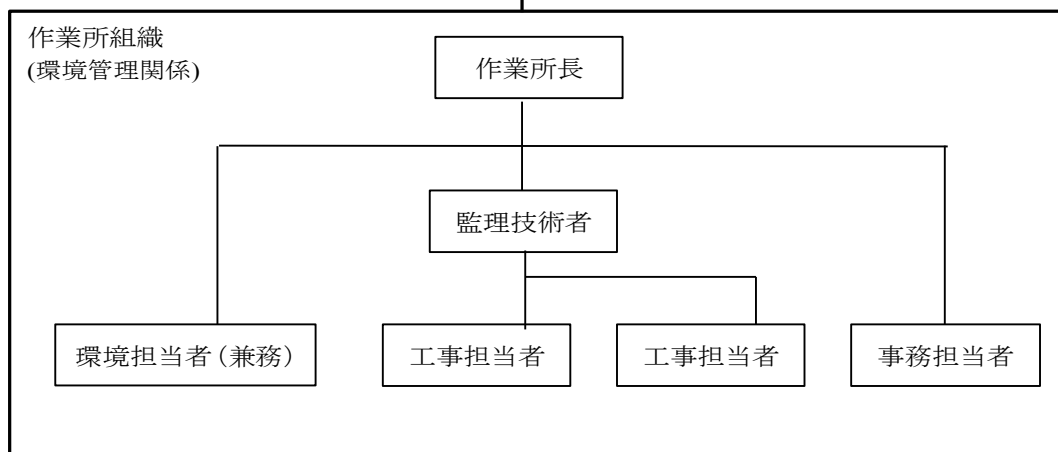 作業所組織
(環境管理関係)
作業所長
監理技術者
環境担当者（兼務）
工事担当者
工事担当者
事務担当者